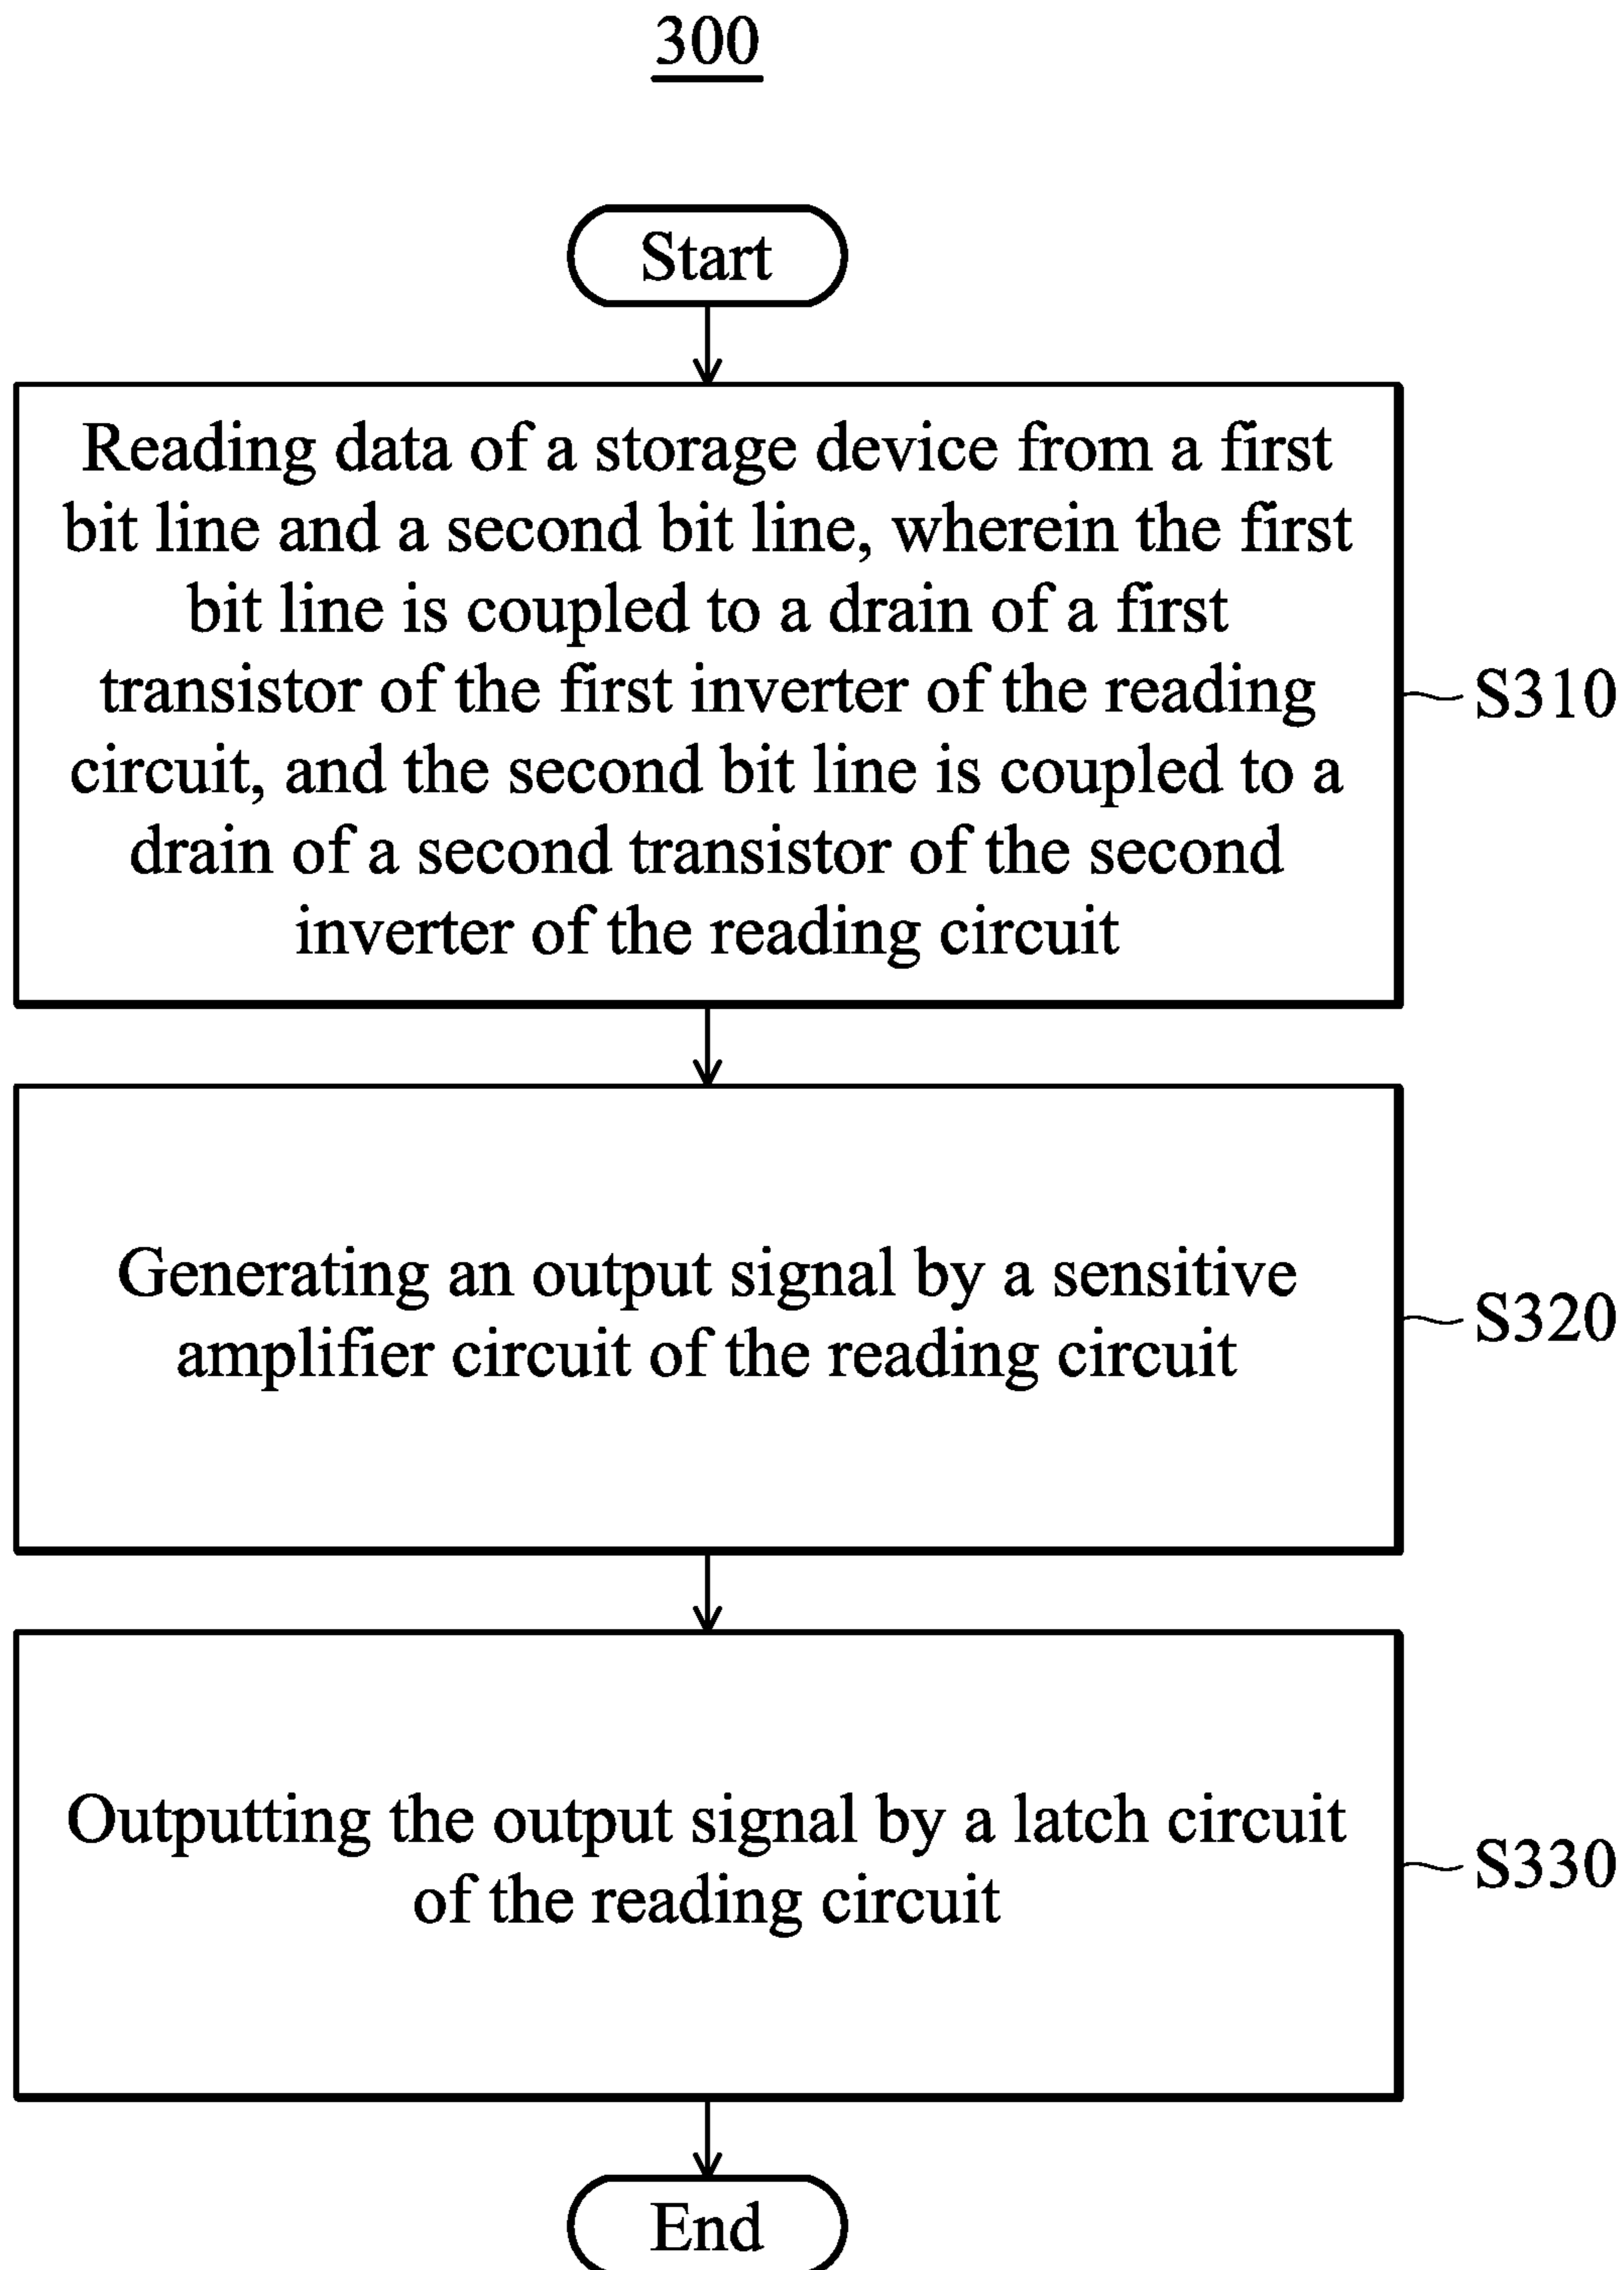 300
Start
Reading data of a storage device from a first
bit line and a second bit line, wherein the first
bit line is coupled to a drain of a first
transistor of the first inverter of the reading
circuit, and the second bit line is coupled to a
drain of a second transistor of the second
inverter of the reading circuit
S310
Generating an output signal by a sensitive
amplifier circuit of the reading circuit
S320
Outputting the output signal by a latch circuit
of the reading circuit
S330
End